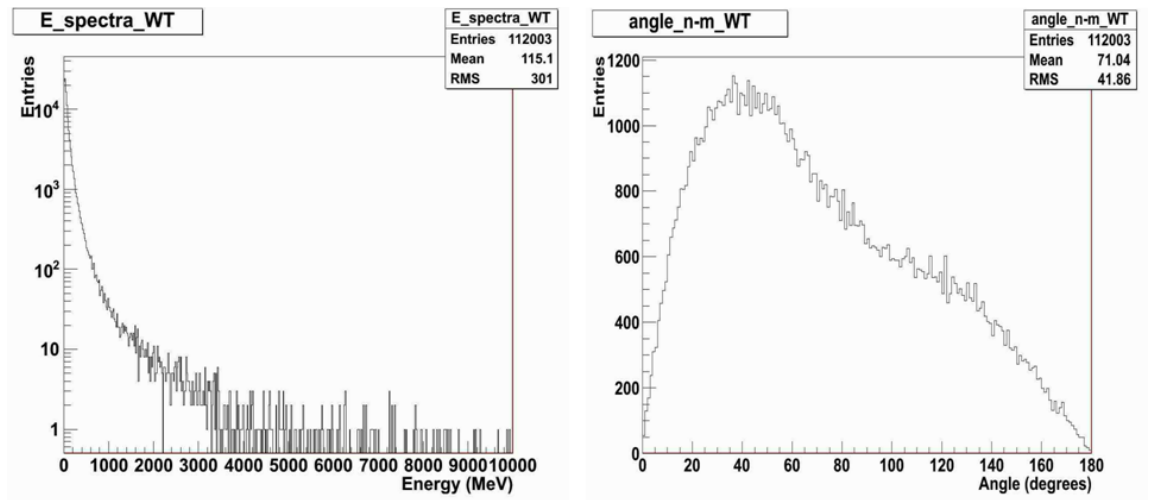 E_spectra_WT
E_spectra_WT
Entries 112003
Mean 115.1
RMS 301
Entries
10^4
10^3
10^2
10
1
0 1000 2000 3000 4000 5000 6000 7000 8000 9000 10000
Energy (MeV)
angle_n-m_WT
angle_n-m_WT
Entries 112003
Mean 71.04
RMS 41.86
Entries
1200
1000
800
600
400
200
0
0 20 40 60 80 100 120 140 160 180
Angle (degrees)